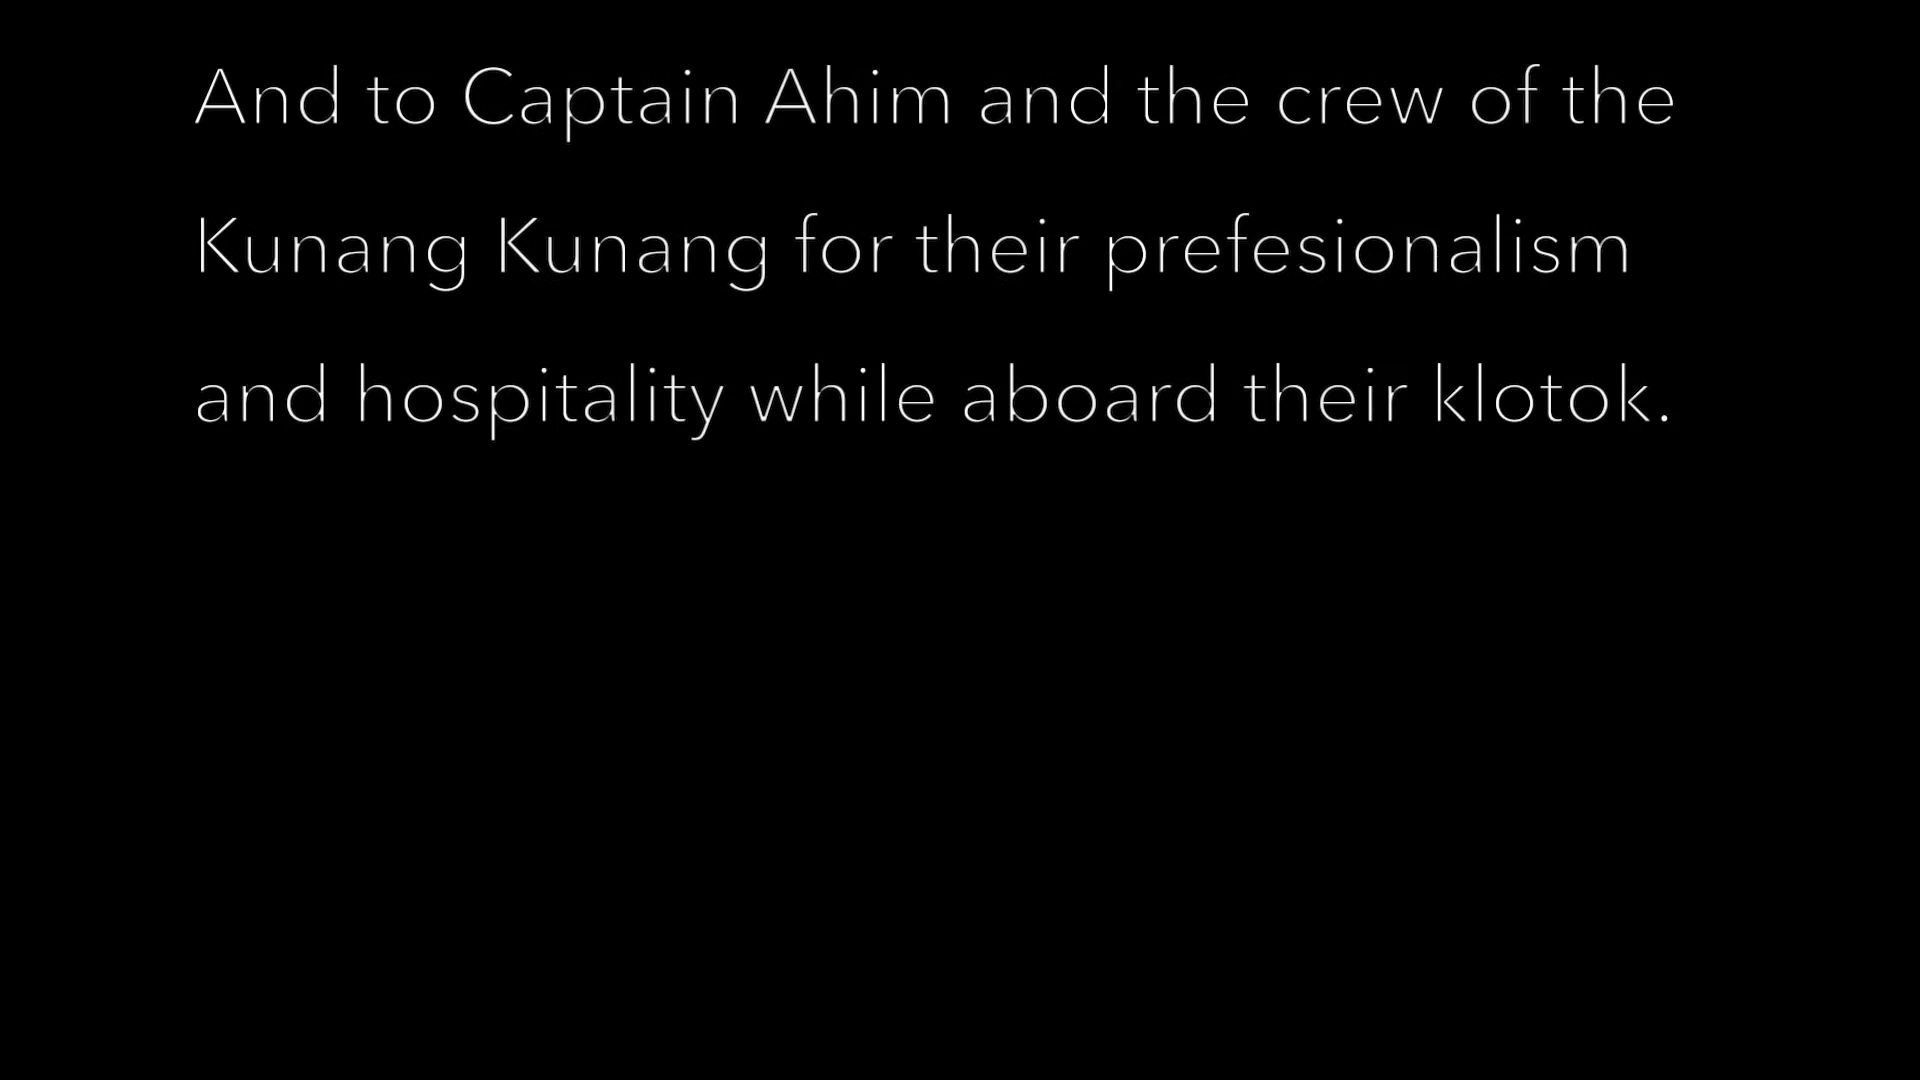 And to Captain Ahim and the crew of the
Kunang Kunang for their prefesionalism
and hospitality while aboard their klotok.